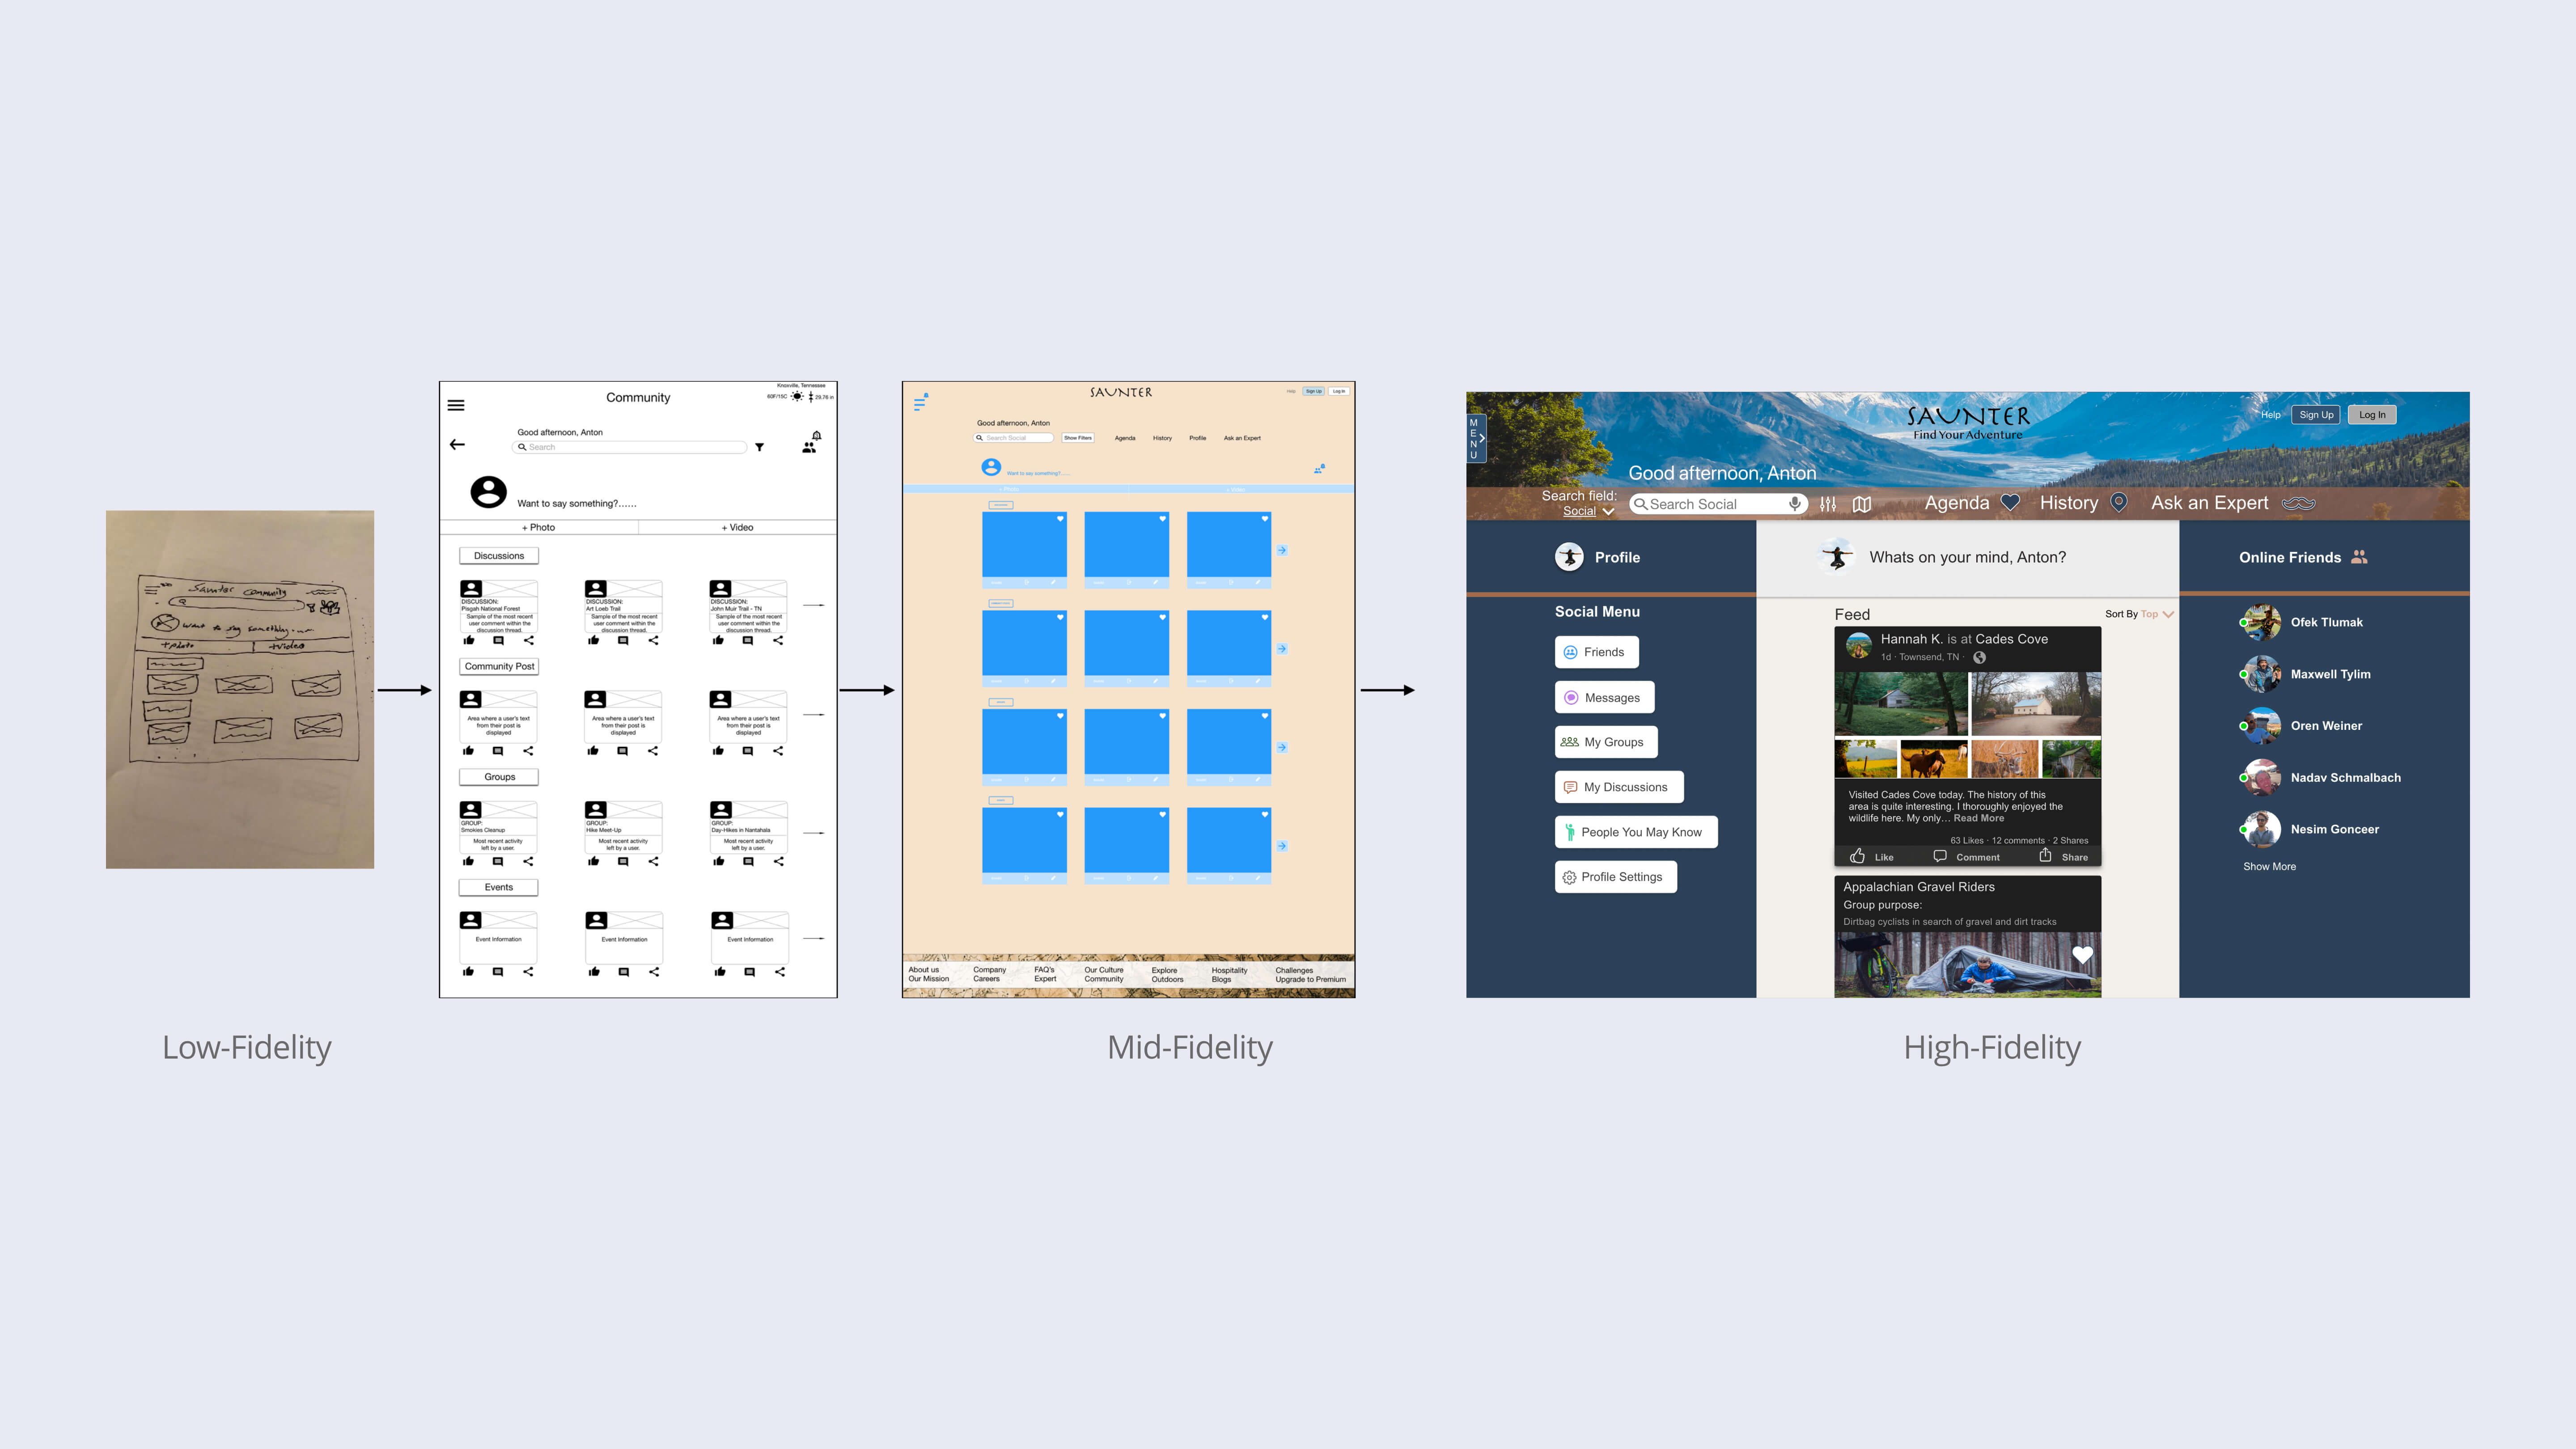 Saunter Community
Q
want to say something...
+photo
+Video
Community
Knoxville, Tennessee
60F/15C
29.76 in
Good afternoon, Anton
Search
Want to say something?......
+ Photo
+ Video
Discussions
DISCUSSION:
Pisgah National Forest
Sample of the most recent
user comment within the
discussion thread.
DISCUSSION:
Art Loeb Trail
Sample of the most recent
user comment within the
discussion thread.
DISCUSSION:
John Muir Trail - TN
Sample of the most recent
user comment within the
discussion thread.
Community Post
Area where a user's text
from their post is
displayed
Area where a user's text
from their post is
displayed
Area where a user's text
from their post is
displayed
Groups
GROUP:
Smokies Cleanup
Most recent activity
left by a user.
GROUP:
Hike Meet-Up
Most recent activity
left by a user.
GROUP:
Day-Hikes in Nantahala
Most recent activity
left by a user.
Events
Event Information
Event Information
Event Information
SAUNTER
Help
Sign Up
Log In
Good afternoon, Anton
Search Social
Show Filters
Agenda
History
Profile
Ask an Expert
Want to say something?......
+ Photo
+ Video
About us
Our Mission
Company
Careers
FAQ's
Expert
Our Culture
Community
Explore
Outdoors
Hospitality
Blogs
Challenges
Upgrade to Premium
MENU
SAUNTER
Find Your Adventure
Help
Sign Up
Log In
Good afternoon, Anton
Search field:
Social
Search Social
Agenda
History
Ask an Expert
Profile
Social Menu
Friends
Messages
My Groups
My Discussions
People You May Know
Profile Settings
Whats on your mind, Anton?
Feed
Sort By Top
Hannah K. is at Cades Cove
1d · Townsend, TN ·
Visited Cades Cove today. The history of this
area is quite interesting. I thoroughly enjoyed the
wildlife here. My only... Read More
63 Likes · 12 comments · 2 Shares
Like
Comment
Share
Appalachian Gravel Riders
Group purpose:
Dirtbag cyclists in search of gravel and dirt tracks
Online Friends
Ofek Tlumak
Maxwell Tylim
Oren Weiner
Nadav Schmalbach
Nesim Gonceer
Show More
Low-Fidelity
Mid-Fidelity
High-Fidelity